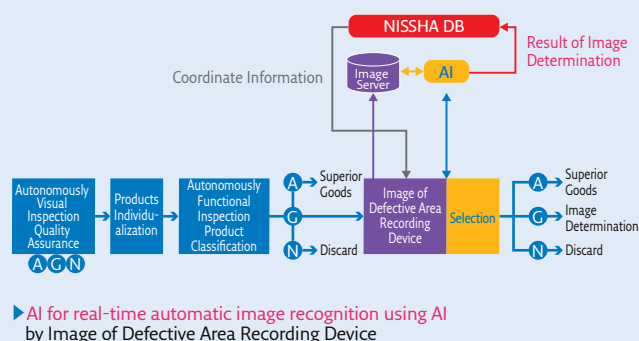 NISSHA DB
Result of Image
Determination
Coordinate Information
Image
Server
AI
Autonomously
Visual
Inspection
Quality
Assurance
A G N
Products
Individu-
alization
Autonomously
Functional
Inspection
Product
Classification
A
Superior
Goods
G
N
Discard
Image of
Defective Area
Recording
Device
Selection
A
Superior
Goods
G
Image
Determination
N
Discard
AI for real-time automatic image recognition using AI
by Image of Defective Area Recording Device